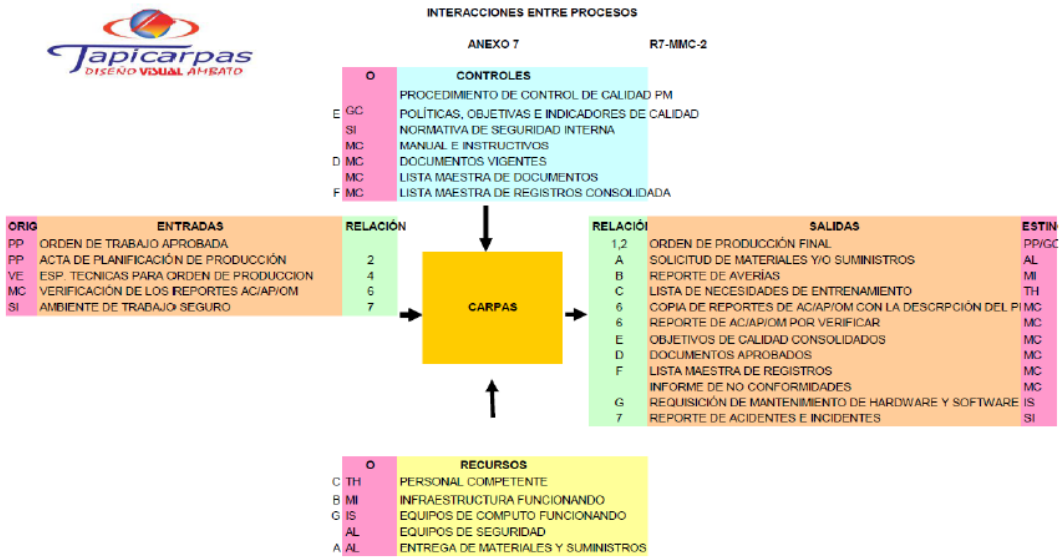 INTERACCIONES ENTRE PROCESOS
ANEXO 7 R7-MMC-2
Tapicarpas
DISEÑO VISUAL AMBATO
O CONTROLES
PROCEDIMIENTO DE CONTROL DE CALIDAD PM
E GC POLÍTICAS, OBJETIVAS E INDICADORES DE CALIDAD
SI NORMATIVA DE SEGURIDAD INTERNA
MC MANUAL E INSTRUCTIVOS
D MC DOCUMENTOS VIGENTES
MC LISTA MAESTRA DE DOCUMENTOS
F MC LISTA MAESTRA DE REGISTROS CONSOLIDADA
ORIG ENTRADAS RELACIÓN
PP ORDEN DE TRABAJO APROBADA
PP ACTA DE PLANIFICACIÓN DE PRODUCCIÓN 2
VE ESP. TECNICAS PARA ORDEN DE PRODUCCION 4
MC VERIFICACIÓN DE LOS REPORTES AC/AP/OM 6
SI AMBIENTE DE TRABAJO SEGURO 7
CARPAS
RELACIÓ SALIDAS ESTIN
1,2 ORDEN DE PRODUCCIÓN FINAL PP/GC
A SOLICITUD DE MATERIALES Y/O SUMINISTROS AL
B REPORTE DE AVERÍAS MI
C LISTA DE NECESIDADES DE ENTRENAMIENTO TH
6 COPIA DE REPORTES DE AC/AP/OM CON LA DESCRPCIÓN DEL P MC
6 REPORTE DE AC/AP/OM POR VERIFICAR MC
E OBJETIVOS DE CALIDAD CONSOLIDADOS MC
D DOCUMENTOS APROBADOS MC
F LISTA MAESTRA DE REGISTROS MC
INFORME DE NO CONFORMIDADES MC
G REQUISICIÓN DE MANTENIMIENTO DE HARDWARE Y SOFTWARE IS
7 REPORTE DE ACIDENTES E INCIDENTES SI
O RECURSOS
C TH PERSONAL COMPETENTE
B MI INFRAESTRUCTURA FUNCIONANDO
G IS EQUIPOS DE COMPUTO FUNCIONANDO
AL EQUIPOS DE SEGURIDAD
A AL ENTREGA DE MATERIALES Y SUMINISTROS